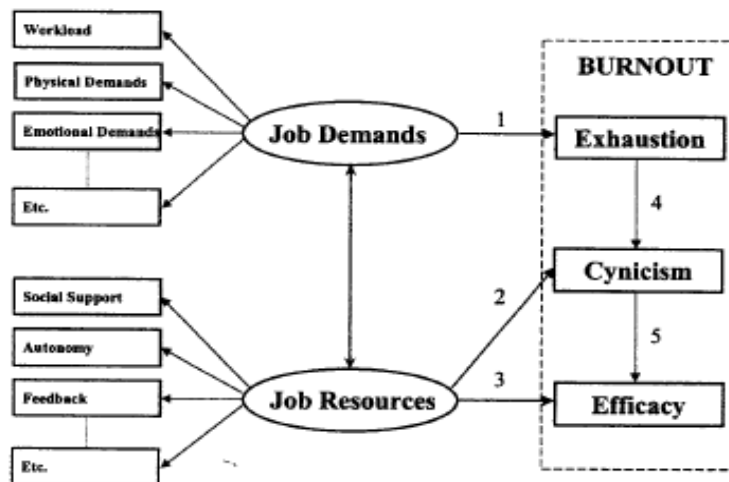 Workload
Physical Demands
Emotional Demands
Etc.
Job Demands
Social Support
Autonomy
Feedback
Etc.
Job Resources
1
2
3
BURNOUT
Exhaustion
4
Cynicism
5
Efficacy